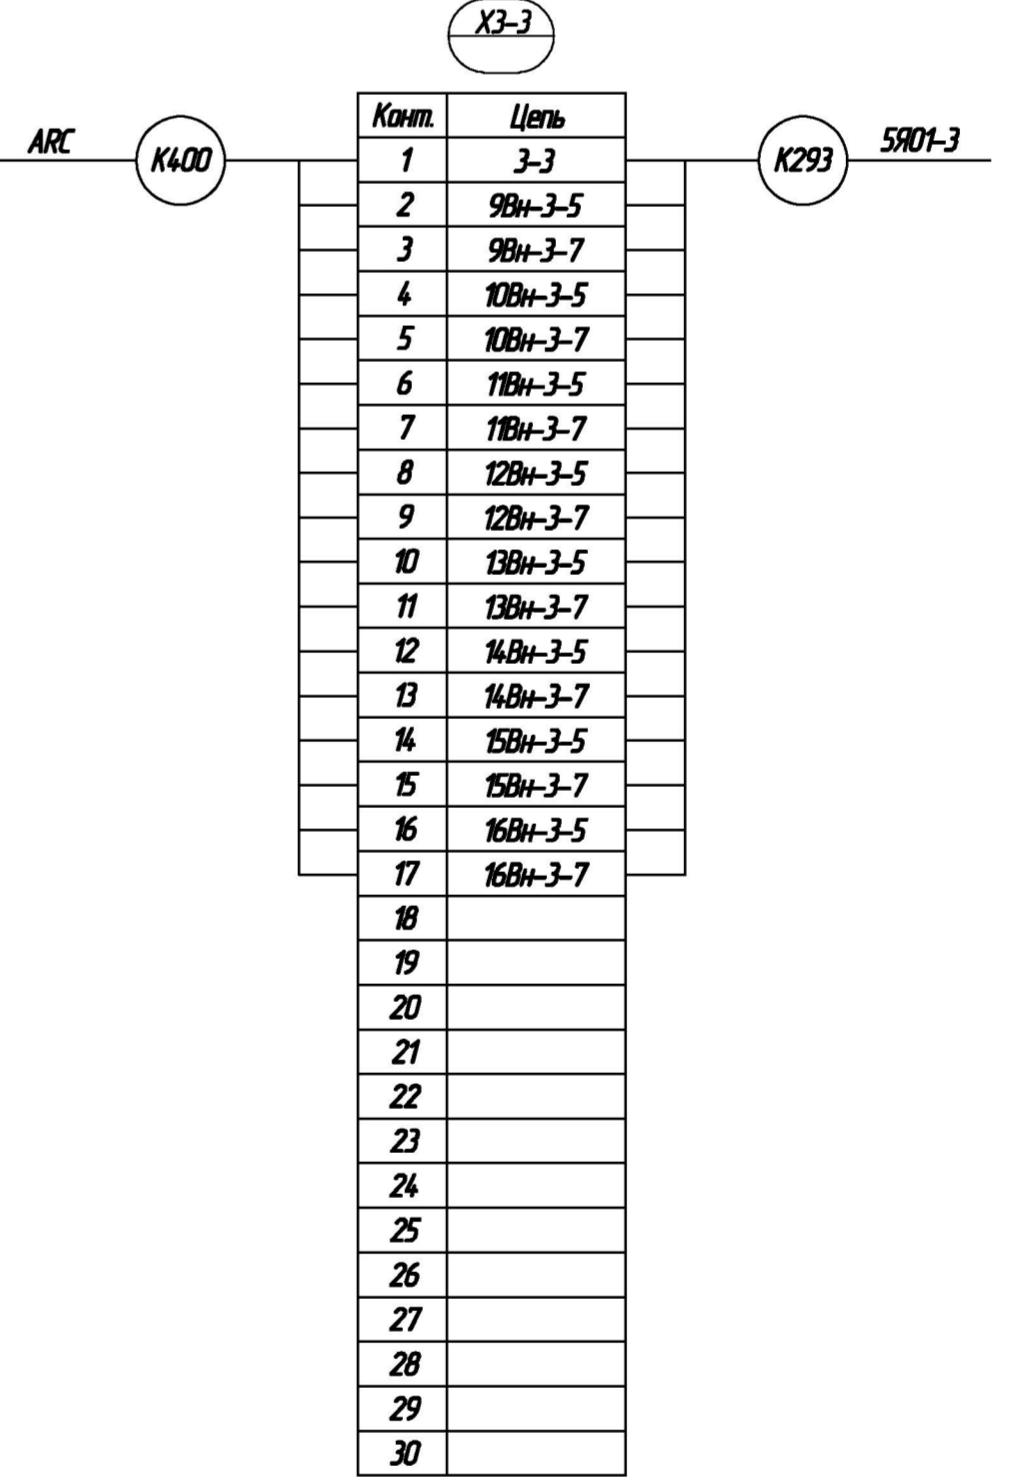 Х3-3
Конт. Цепь
ARC К400 1 3-3 К293 5Я01-3
2 9Вн-3-5
3 9Вн-3-7
4 10Вн-3-5
5 10Вн-3-7
6 11Вн-3-5
7 11Вн-3-7
8 12Вн-3-5
9 12Вн-3-7
10 13Вн-3-5
11 13Вн-3-7
12 14Вн-3-5
13 14Вн-3-7
14 15Вн-3-5
15 15Вн-3-7
16 16Вн-3-5
17 16Вн-3-7
18
19
20
21
22
23
24
25
26
27
28
29
30